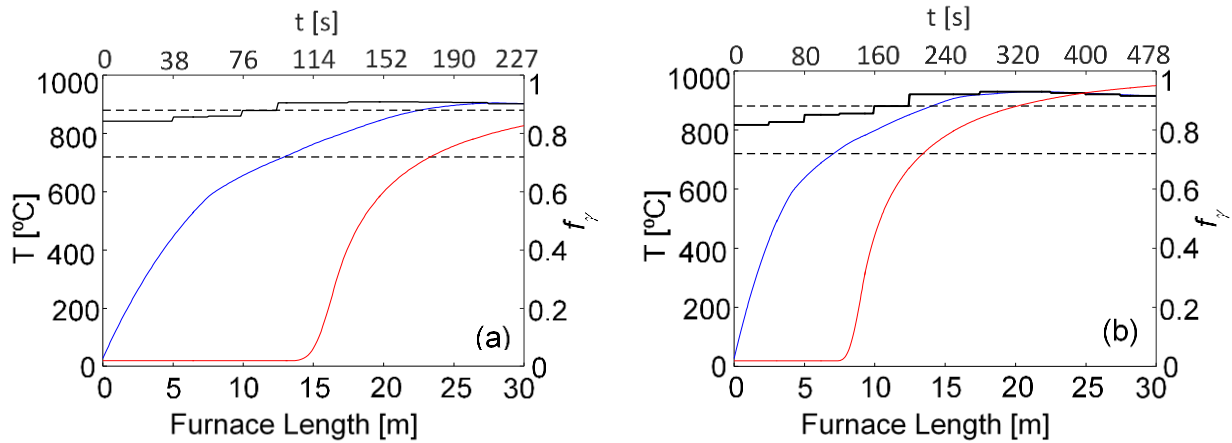 t [s]
0 38 76 114 152 190 227
1000
800
600
400
200
0
T [ºC]
1
0.8
0.6
0.4
0.2
0
f_γ
(a)
0 5 10 15 20 25 30
Furnace Length [m]
t [s]
0 80 160 240 320 400 478
1000
800
600
400
200
0
T [ºC]
1
0.8
0.6
0.4
0.2
0
f_γ
(b)
0 5 10 15 20 25 30
Furnace Length [m]